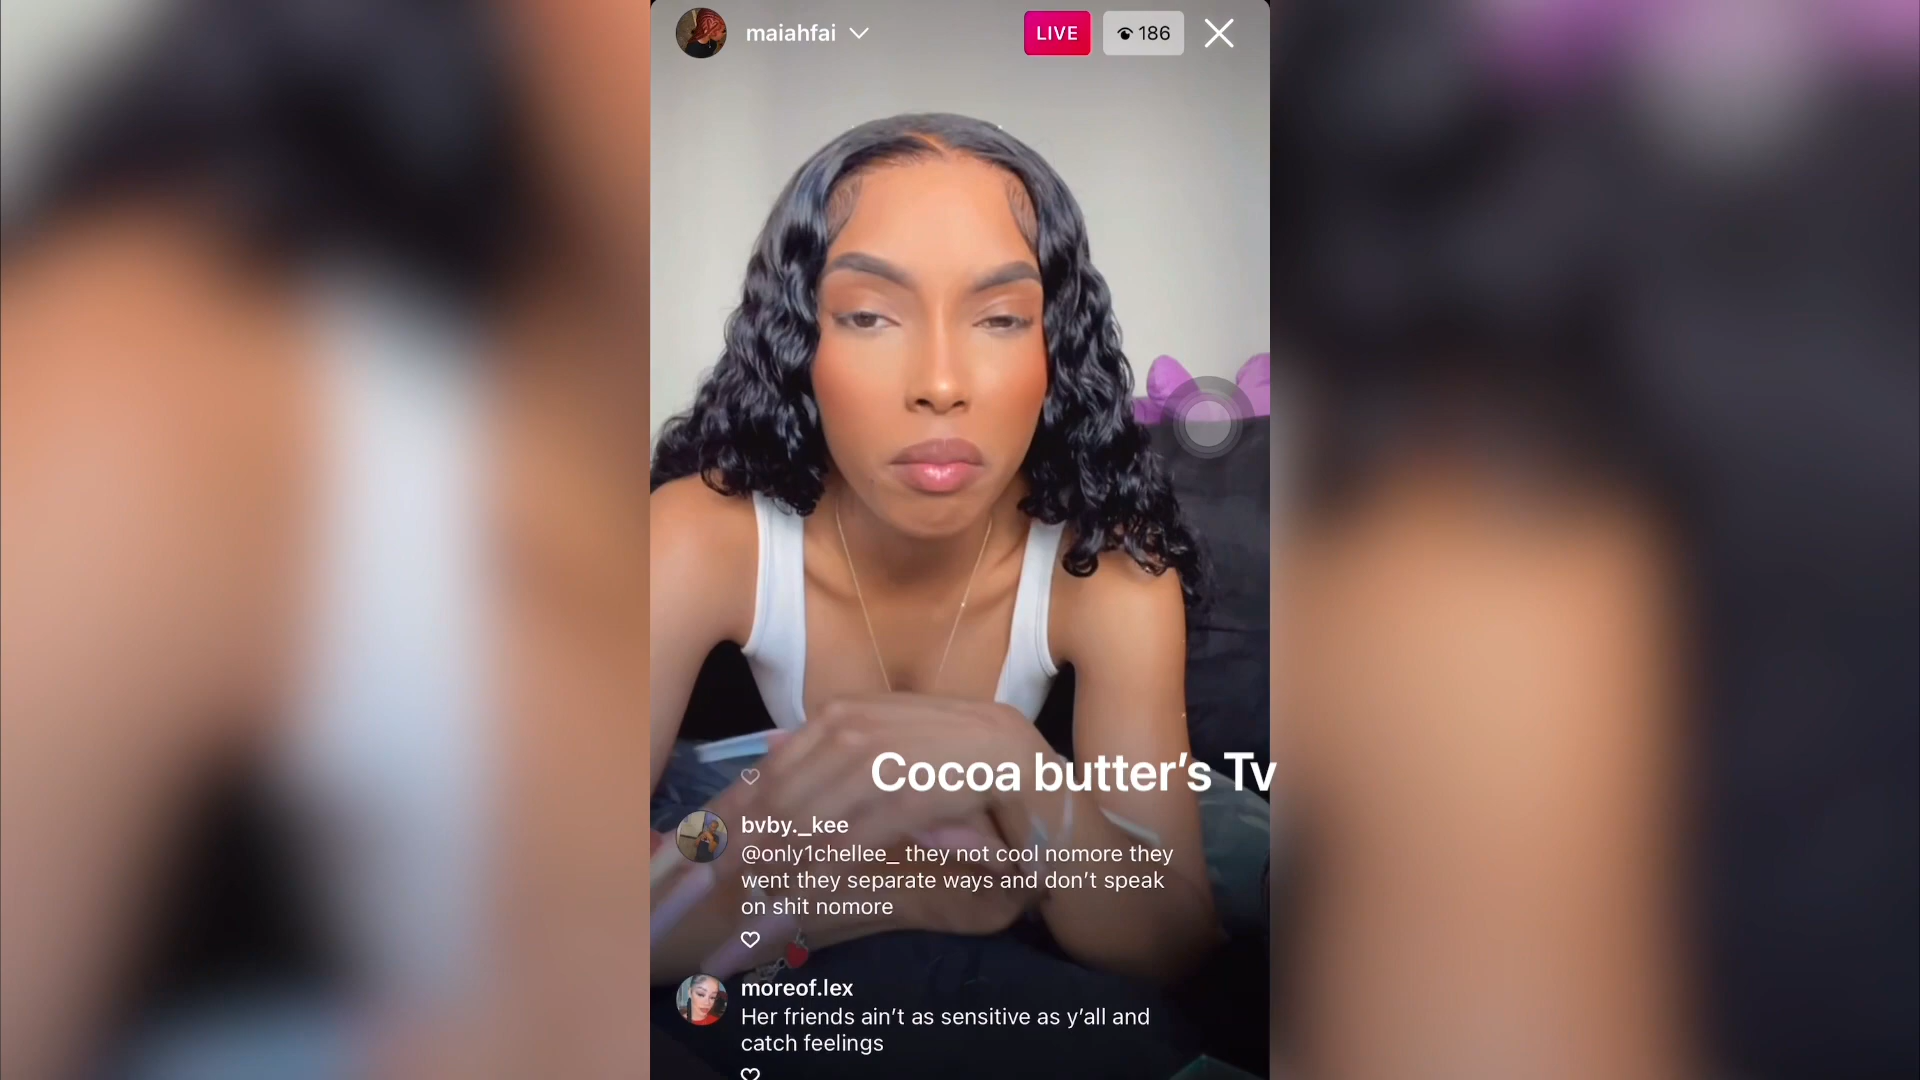 maiahfai
LIVE
186
Cocoa butter’s Tv
bvby._kee
@only1chellee_ they not cool nomore they
went they separate ways and don’t speak
on shit nomore
moreof.lex
Her friends ain’t as sensitive as y’all and
catch feelings